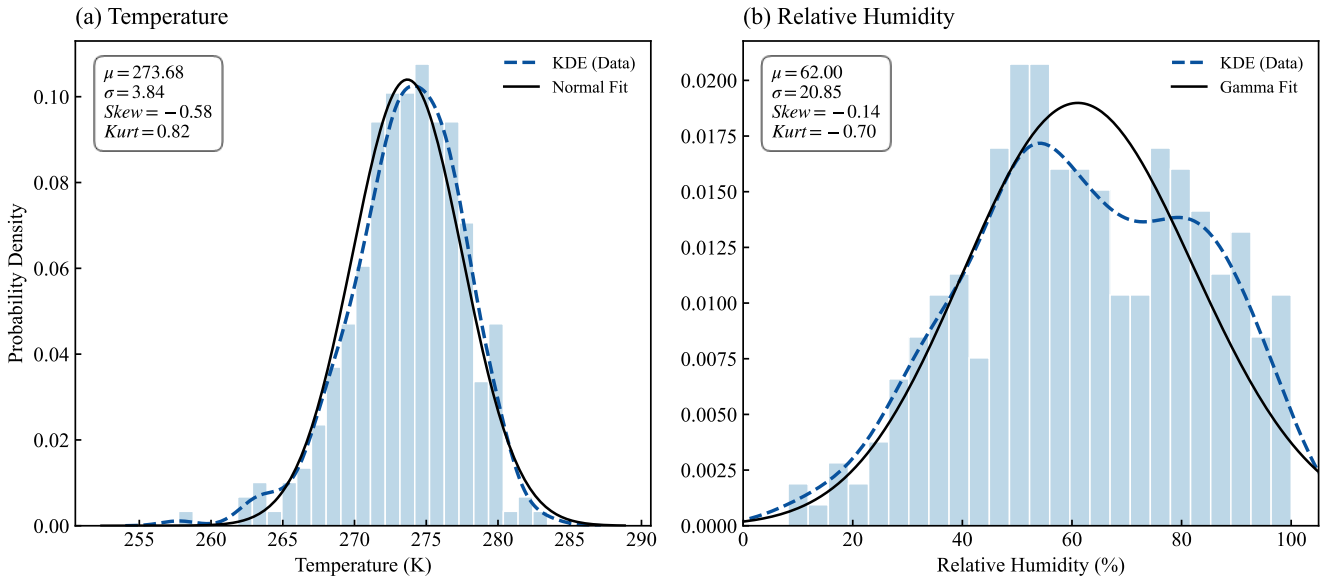 (a) Temperature
μ = 273.68
σ = 3.84
Skew = −0.58
Kurt = 0.82
KDE (Data)
Normal Fit
Probability Density
0.10
0.08
0.06
0.04
0.02
0.00
255 260 265 270 275 280 285 290
Temperature (K)
(b) Relative Humidity
μ = 62.00
σ = 20.85
Skew = −0.14
Kurt = −0.70
KDE (Data)
Gamma Fit
0.0200
0.0175
0.0150
0.0125
0.0100
0.0075
0.0050
0.0025
0.0000
0 20 40 60 80 100
Relative Humidity (%)